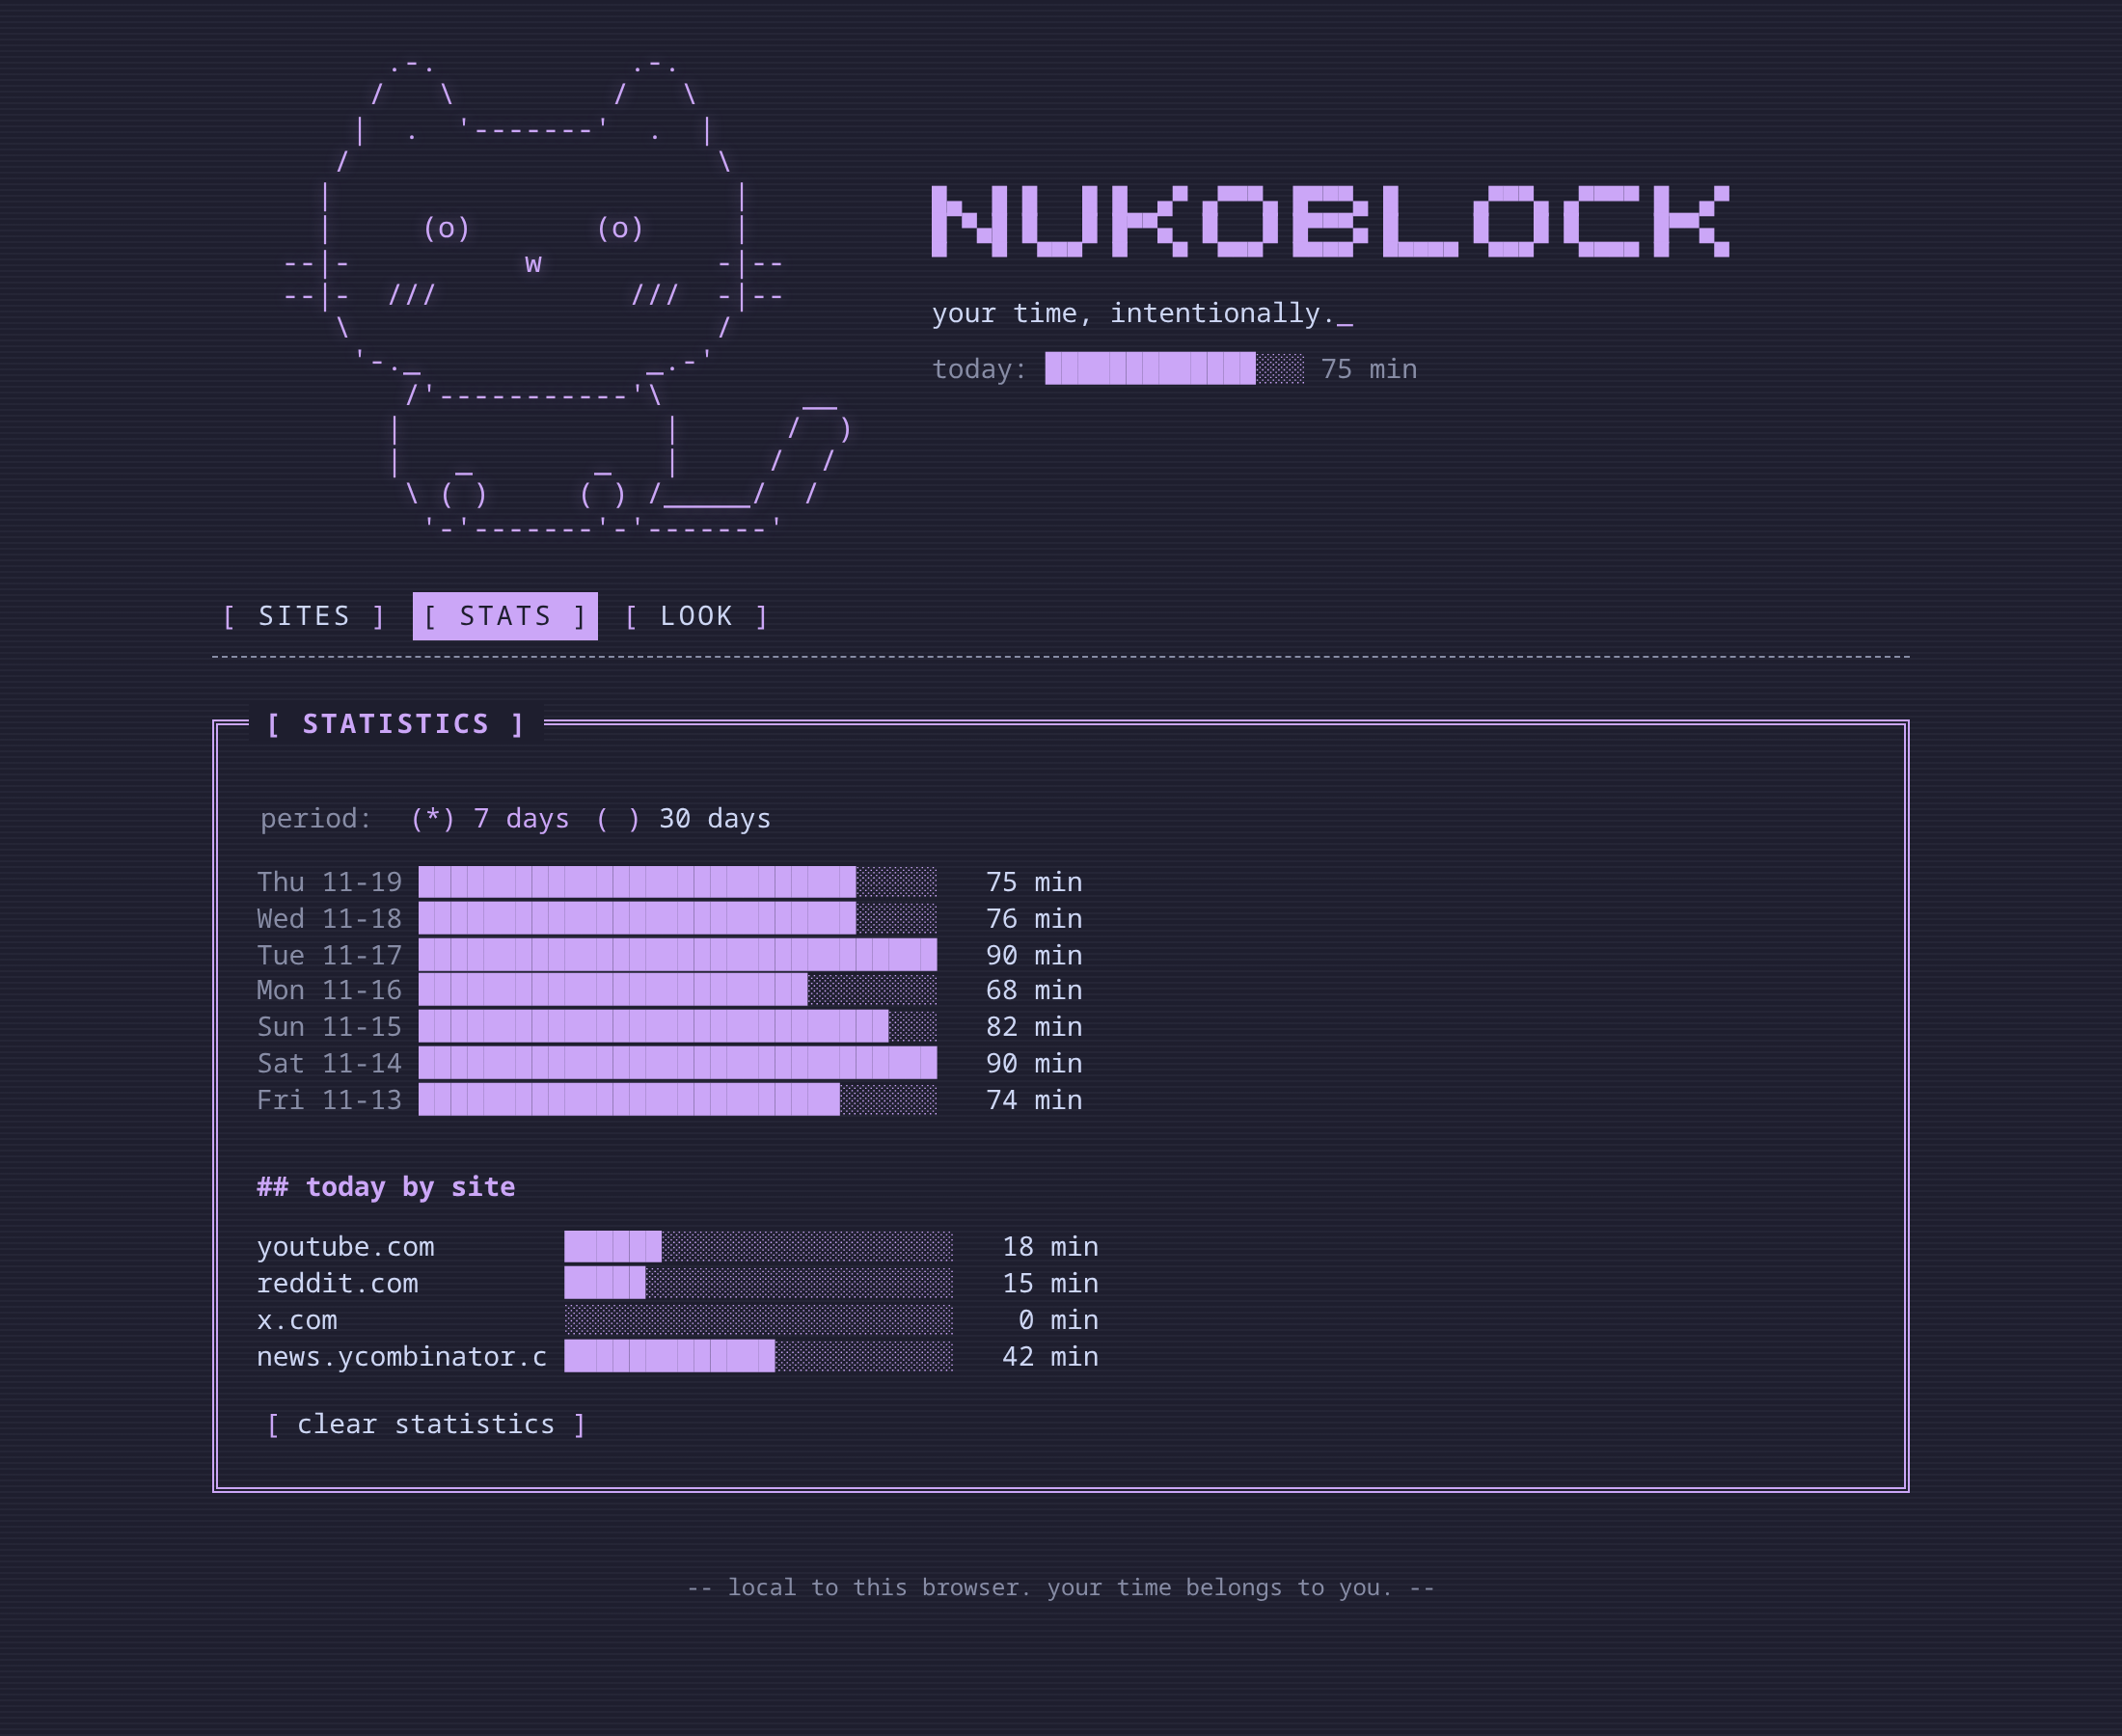 NUKOBLOCK
your time, intentionally._
today: 75 min
[ SITES ] [ STATS ] [ LOOK ]
[ STATISTICS ]
period: (*) 7 days ( ) 30 days
Thu 11-19 75 min
Wed 11-18 76 min
Tue 11-17 90 min
Mon 11-16 68 min
Sun 11-15 82 min
Sat 11-14 90 min
Fri 11-13 74 min
## today by site
youtube.com 18 min
reddit.com 15 min
x.com 0 min
news.ycombinator.c 42 min
[ clear statistics ]
-- local to this browser. your time belongs to you. --